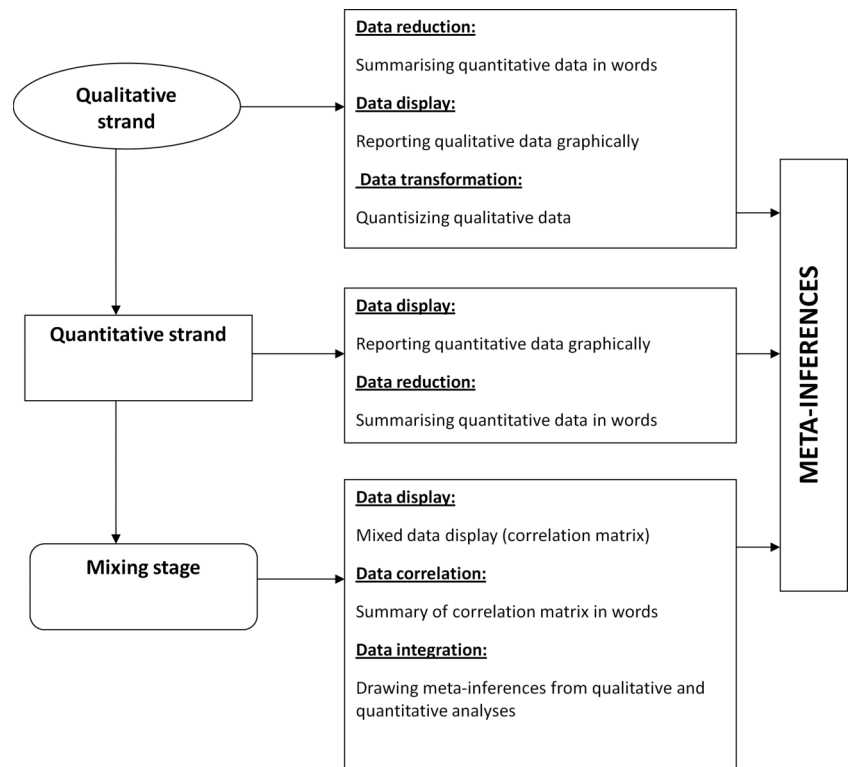 Qualitative
strand
Data reduction:
Summarising quantitative data in words
Data display:
Reporting qualitative data graphically
Data transformation:
Quantisizing qualitative data
Quantitative strand
Data display:
Reporting quantitative data graphically
Data reduction:
Summarising quantitative data in words
Mixing stage
Data display:
Mixed data display (correlation matrix)
Data correlation:
Summary of correlation matrix in words
Data integration:
Drawing meta-inferences from qualitative and
quantitative analyses
META-INFERENCES